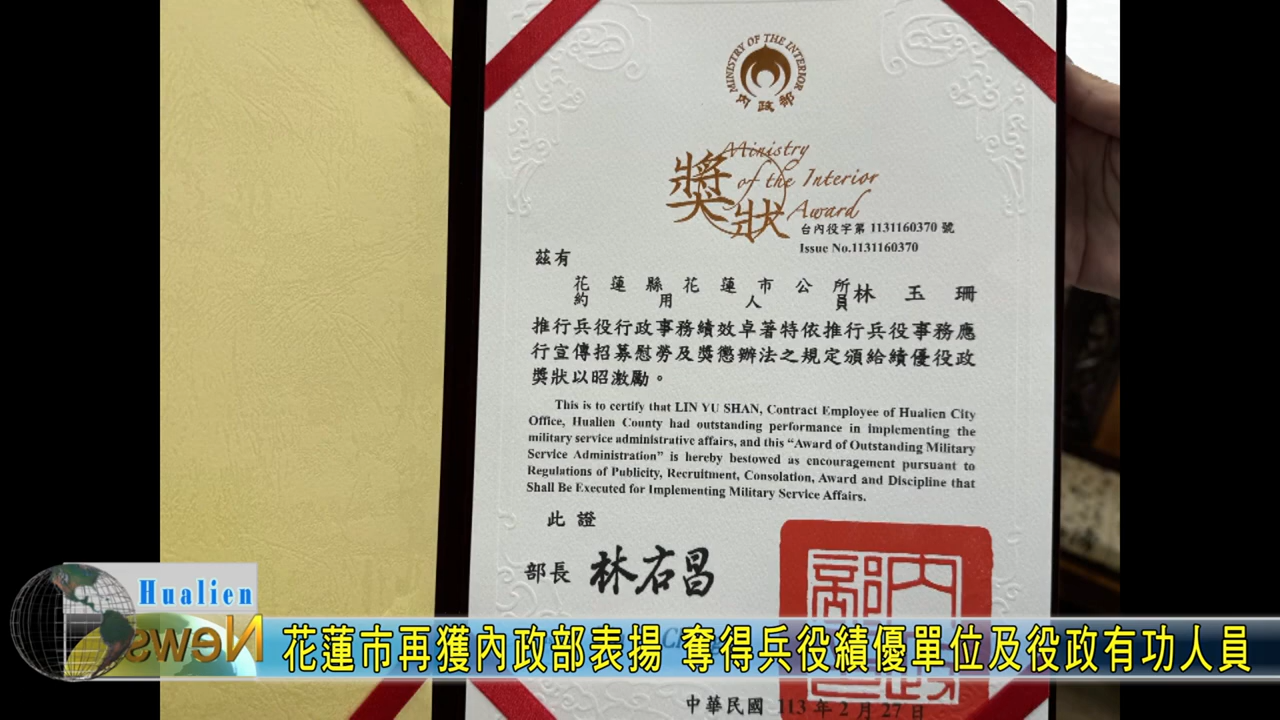 MINISTRY OF THE INTERIOR
內政部
獎狀
Ministry
of the Interior
Award
台內役字第 1131160370 號
Issue No.1131160370
茲有
花蓮縣花蓮市公所
約用人員
林玉珊
推行兵役行政事務績效卓著特依推行兵役事務應
行宣傳招募慰勞及獎懲辦法之規定頒給績優役政
獎狀以昭激勵。
This is to certify that LIN YU SHAN, Contract Employee of Hualien City
Office, Hualien County had outstanding performance in implementing the
military service administrative affairs, and this “Award of Outstanding Military
Service Administration” is hereby bestowed as encouragement pursuant to
Regulations of Publicity, Recruitment, Consolation, Award and Discipline that
Shall Be Executed for Implementing Military Service Affairs.
此證
部長 林右昌
Hualien
News
花蓮市再獲內政部表揚 奪得兵役績優單位及役政有功人員
中華民國 113 年 2 月 27 日